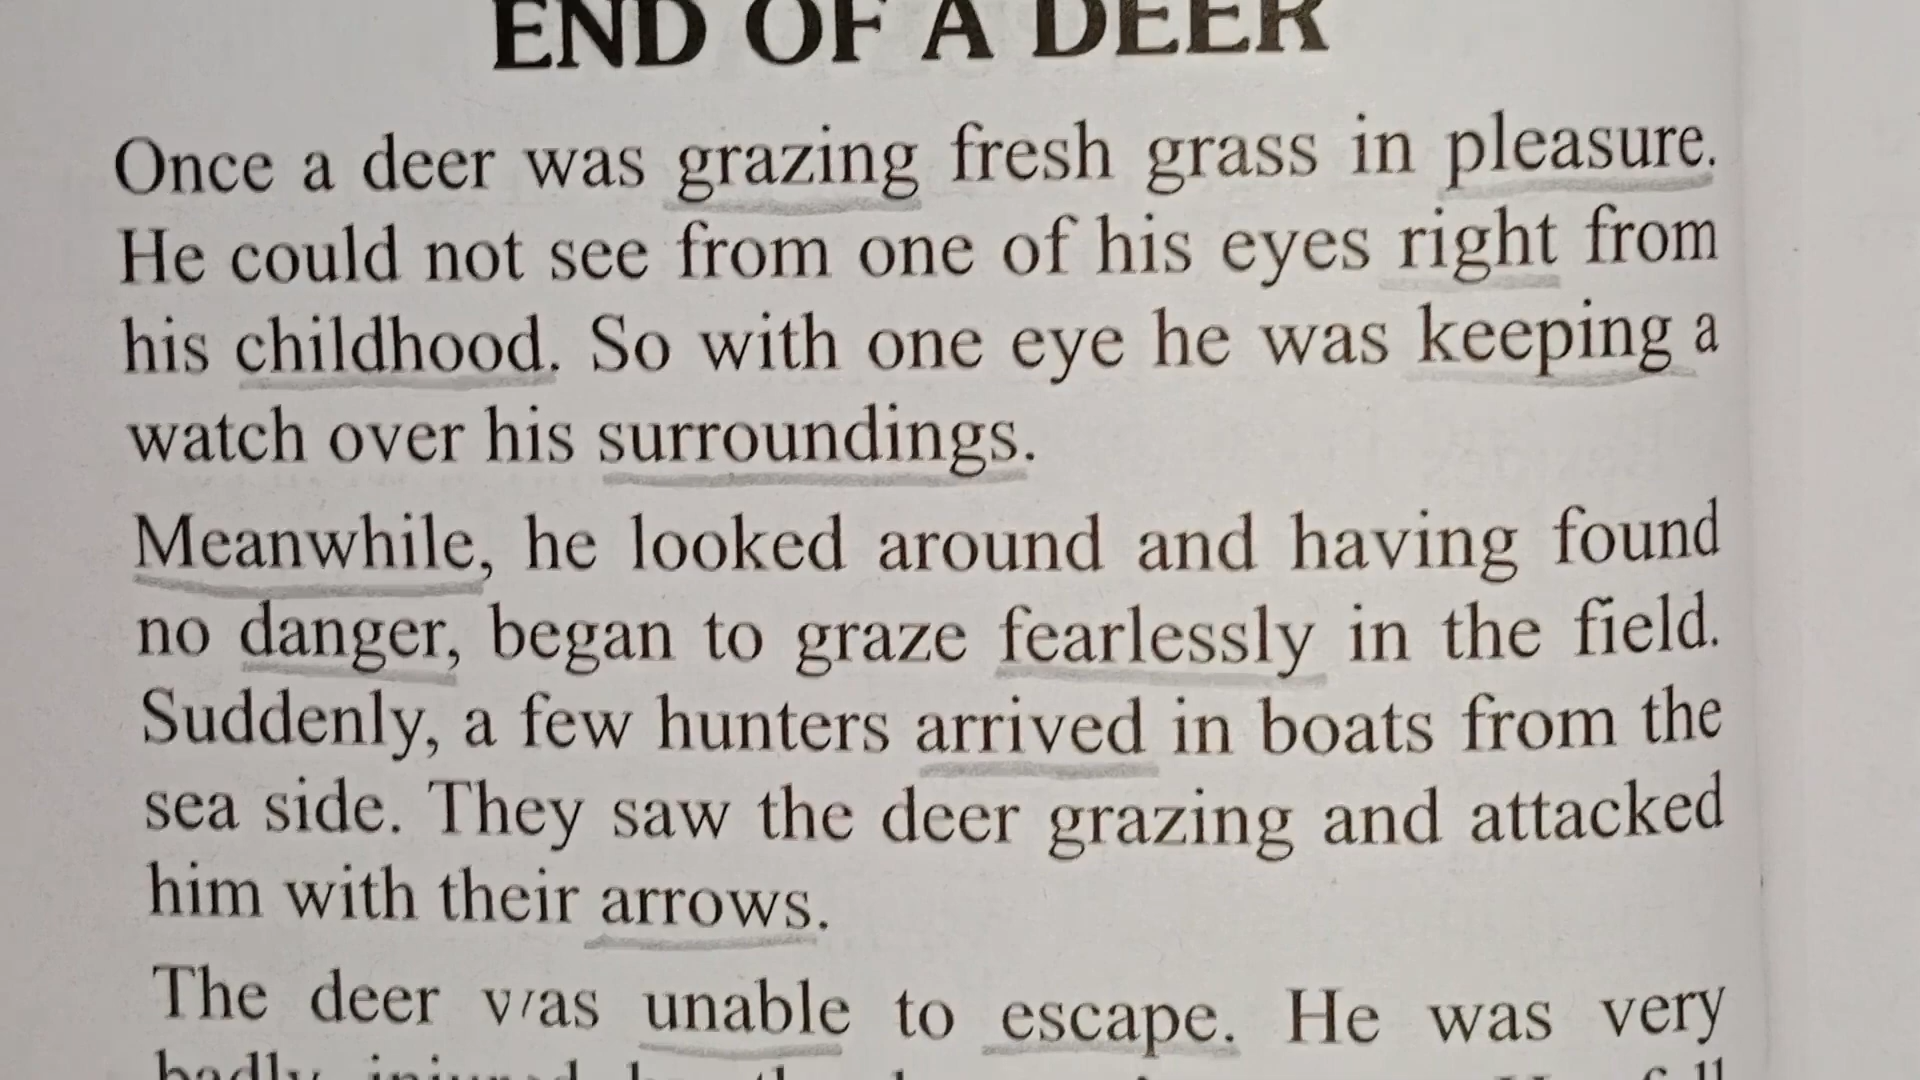 END OF A DEER
Once a deer was grazing fresh grass in pleasure.
He could not see from one of his eyes right from
his childhood. So with one eye he was keeping a
watch over his surroundings.
Meanwhile, he looked around and having found
no danger, began to graze fearlessly in the field.
Suddenly, a few hunters arrived in boats from the
sea side. They saw the deer grazing and attacked
him with their arrows.
The deer was unable to escape. He was very
badly injured